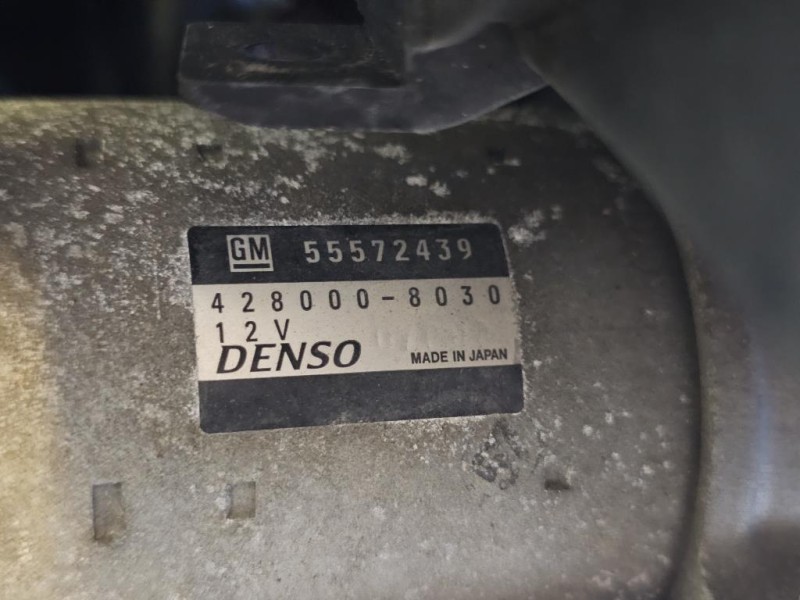 GM 55572439
428000-8030
12V
DENSO MADE IN JAPAN